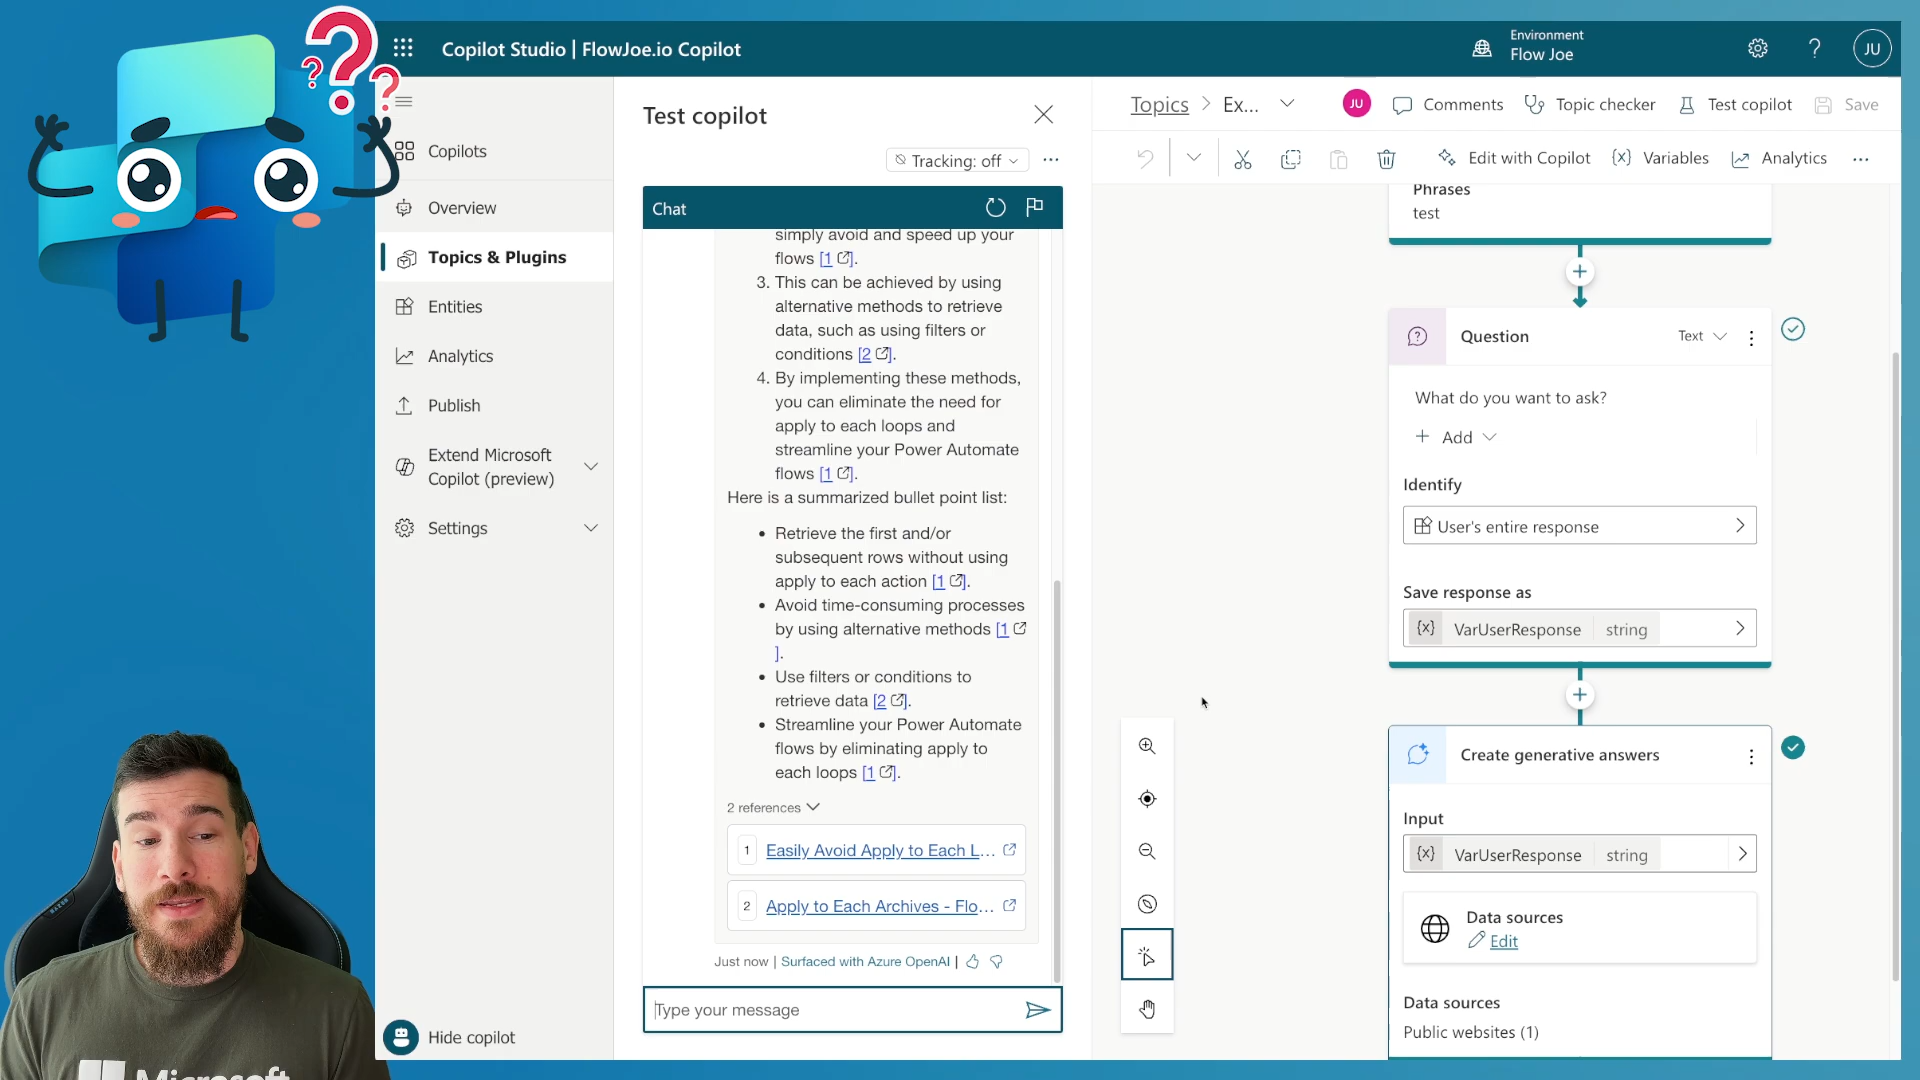 Copilot Studio | FlowJoe.io Copilot
Environment
Flow Joe
JU
Copilots
Overview
Topics & Plugins
Entities
Analytics
Publish
Extend Microsoft
Copilot (preview)
Settings
Hide copilot
Test copilot
Tracking: off
Chat
simply avoid and speed up your
flows [1].
3. This can be achieved by using
alternative methods to retrieve
data, such as using filters or
conditions [2].
4. By implementing these methods,
you can eliminate the need for
apply to each loops and
streamline your Power Automate
flows [1].
Here is a summarized bullet point list:
• Retrieve the first and/or
subsequent rows without using
apply to each action [1].
• Avoid time-consuming processes
by using alternative methods [1
].
• Use filters or conditions to
retrieve data [2].
• Streamline your Power Automate
flows by eliminating apply to
each loops [1].
2 references
1 Easily Avoid Apply to Each L...
2 Apply to Each Archives - Flo...
Just now | Surfaced with Azure OpenAI |
Type your message
Topics > Ex...
JU
Comments
Topic checker
Test copilot
Save
Edit with Copilot
{x} Variables
Analytics
Phrases
test
Question
Text
What do you want to ask?
+ Add
Identify
User's entire response
Save response as
{x} VarUserResponse string
Create generative answers
Input
{x} VarUserResponse string
Data sources
Edit
Data sources
Public websites (1)
Microsoft
RAZER